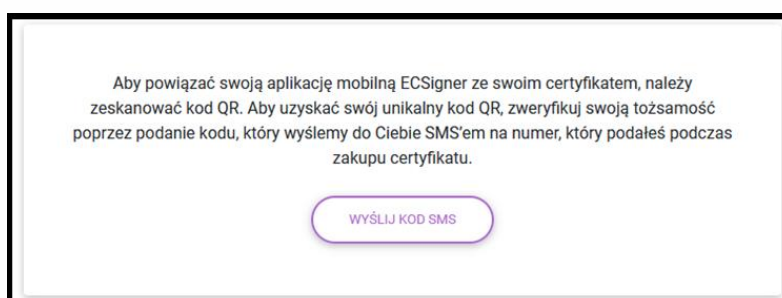 Aby powiązać swoją aplikację mobilną ECSigner ze swoim certyfikatem, należy
zeskanować kod QR. Aby uzyskać swój unikalny kod QR, zweryfikuj swoją tożsamość
poprzez podanie kodu, który wyślemy do Ciebie SMS'em na numer, który podałeś podczas
zakupu certyfikatu.
WYŚLIJ KOD SMS